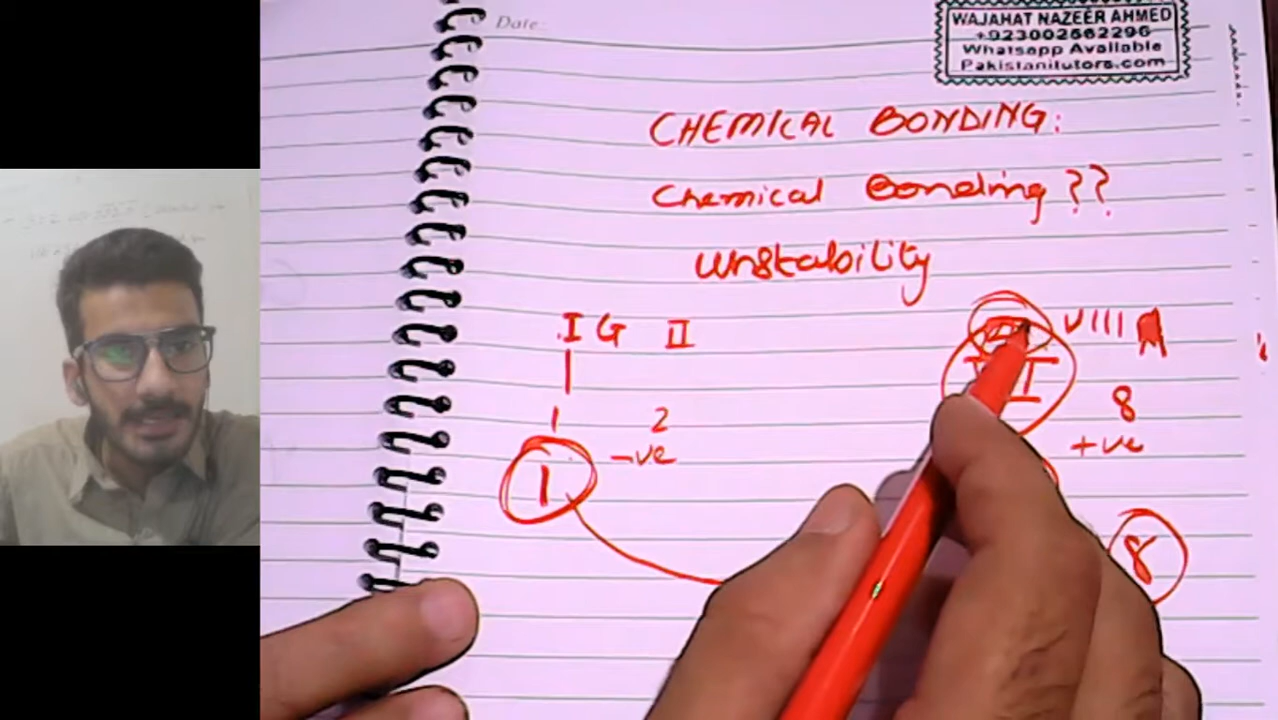 Date:
WAJAHAT NAZEER AHMED
+923002562296
Whatsapp Available
Pakistanitutors.com
CHEMICAL BONDING:
Chemical Bonding ??
Unstability
I G II VIII A
1 2 8
-ve +ve
1 8